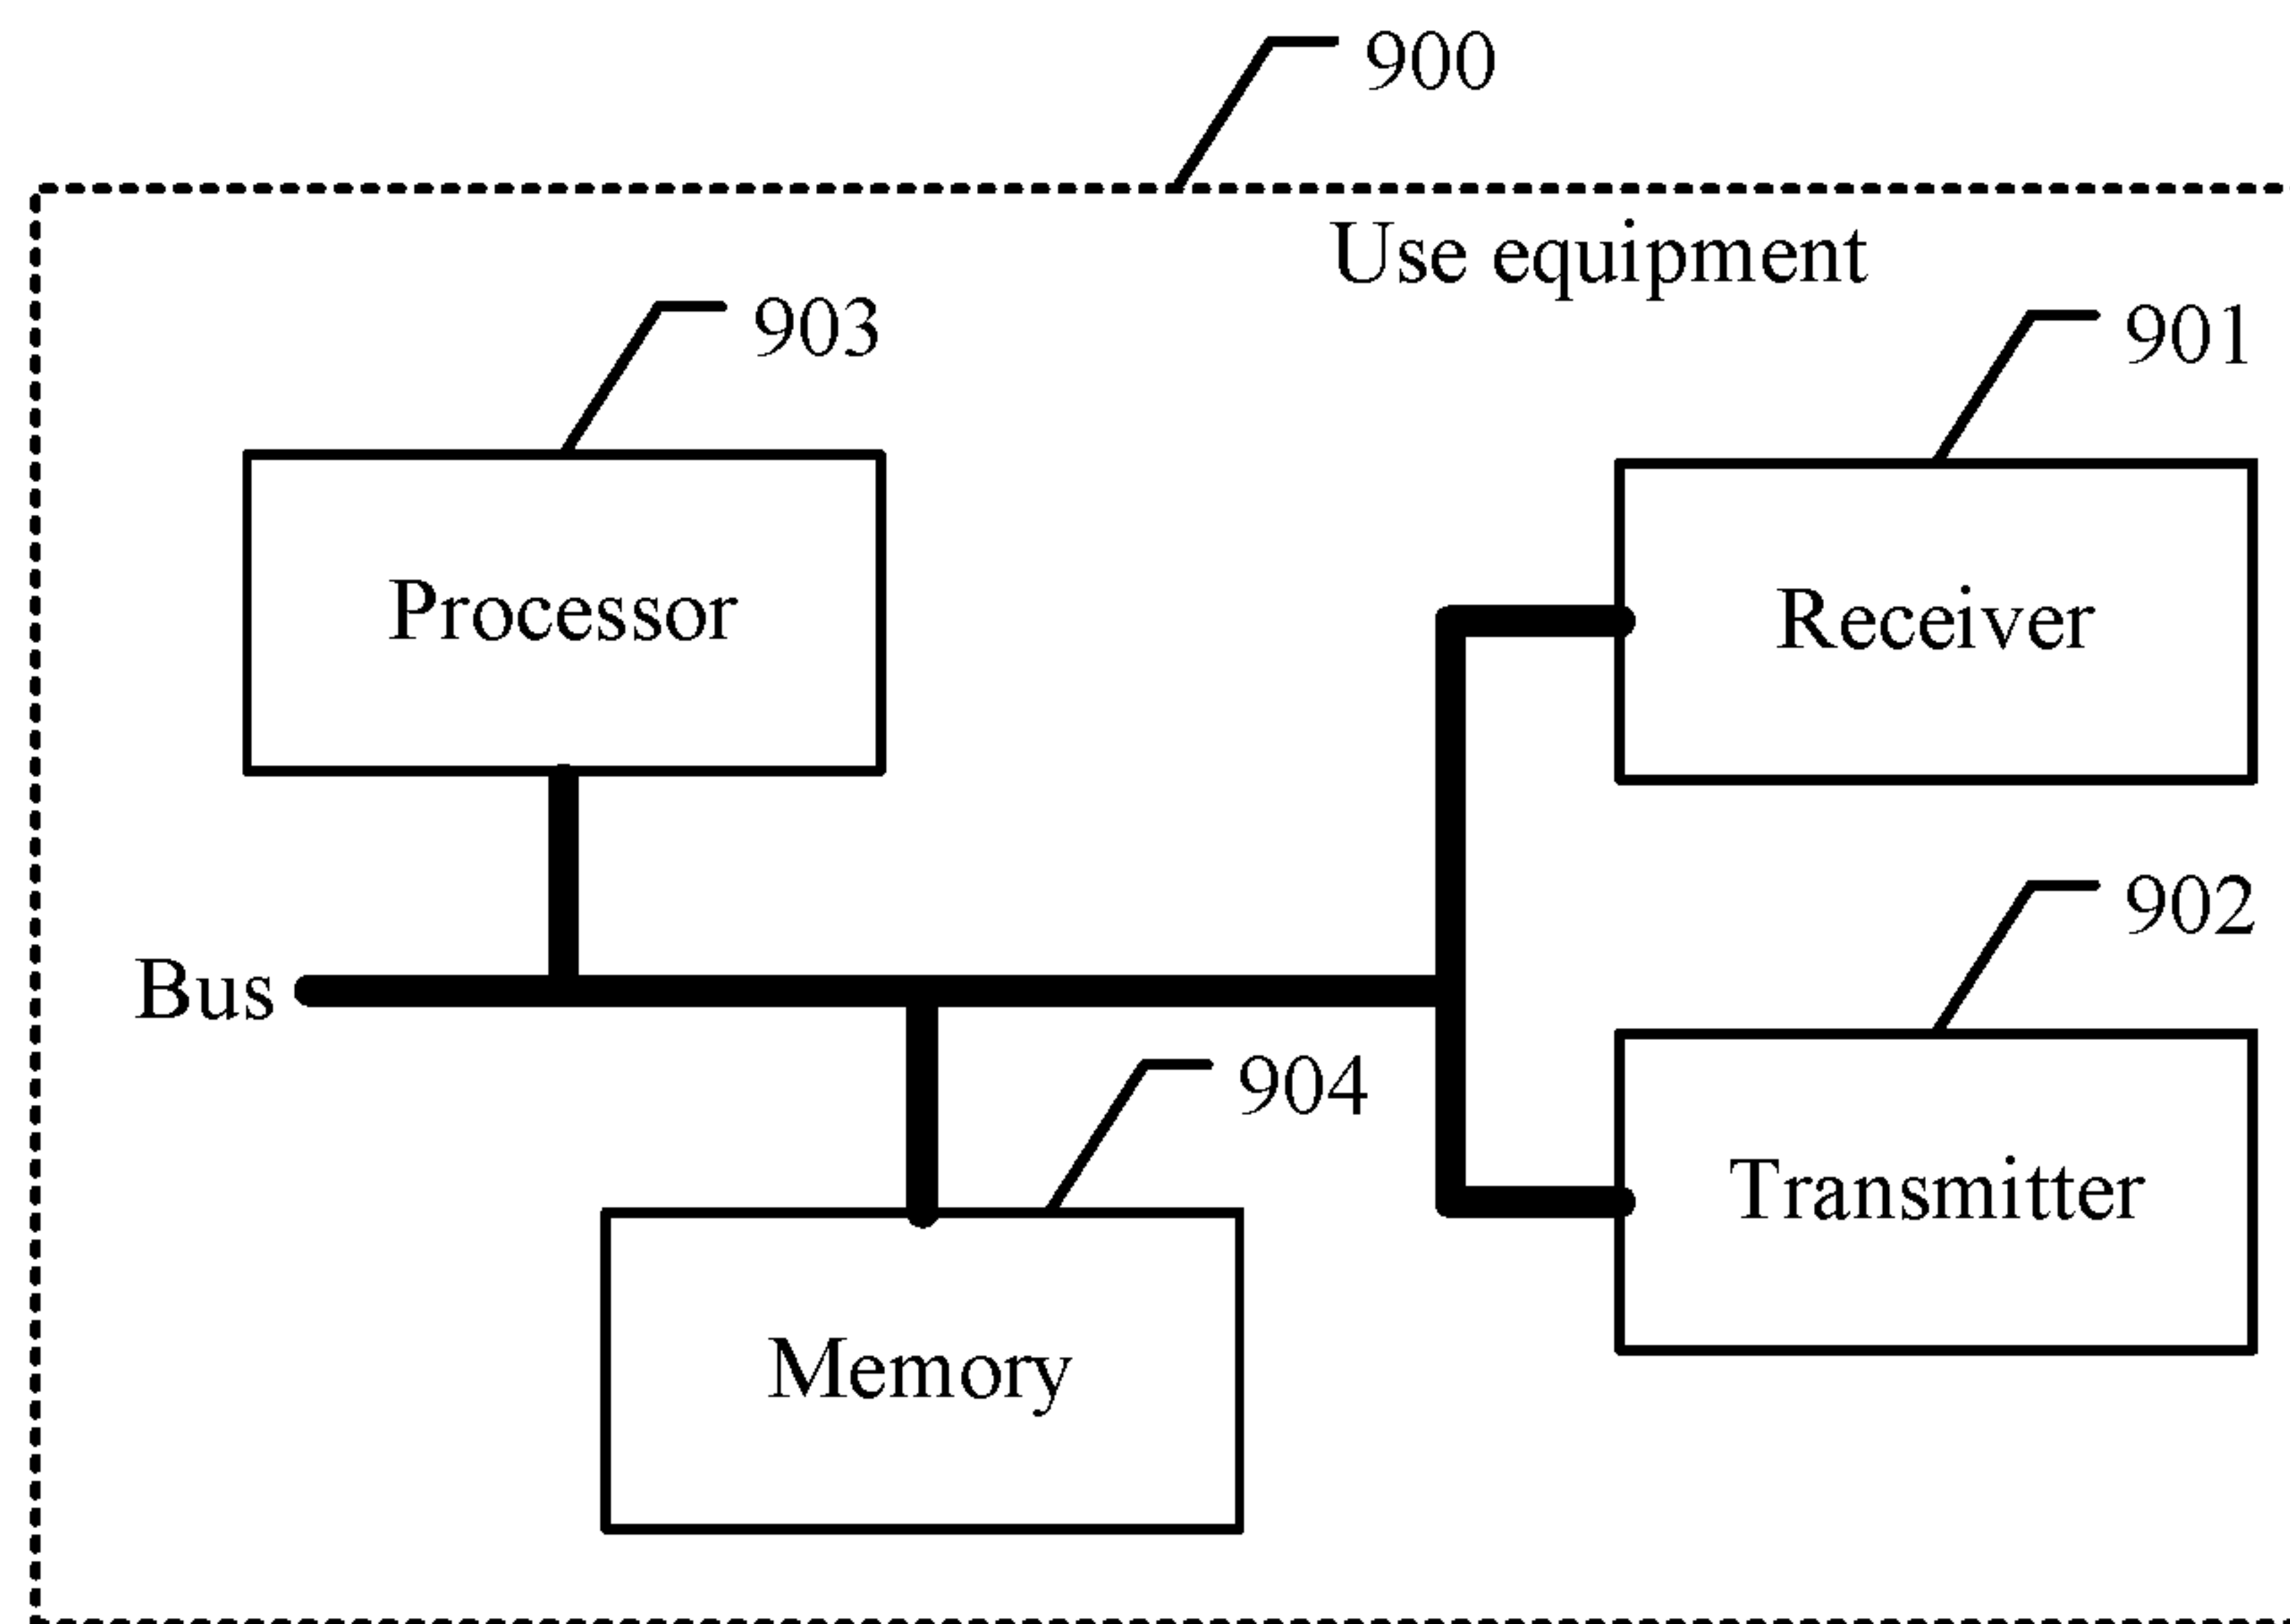 900
Use equipment
903
901
Processor
Receiver
902
Bus
904
Transmitter
Memory